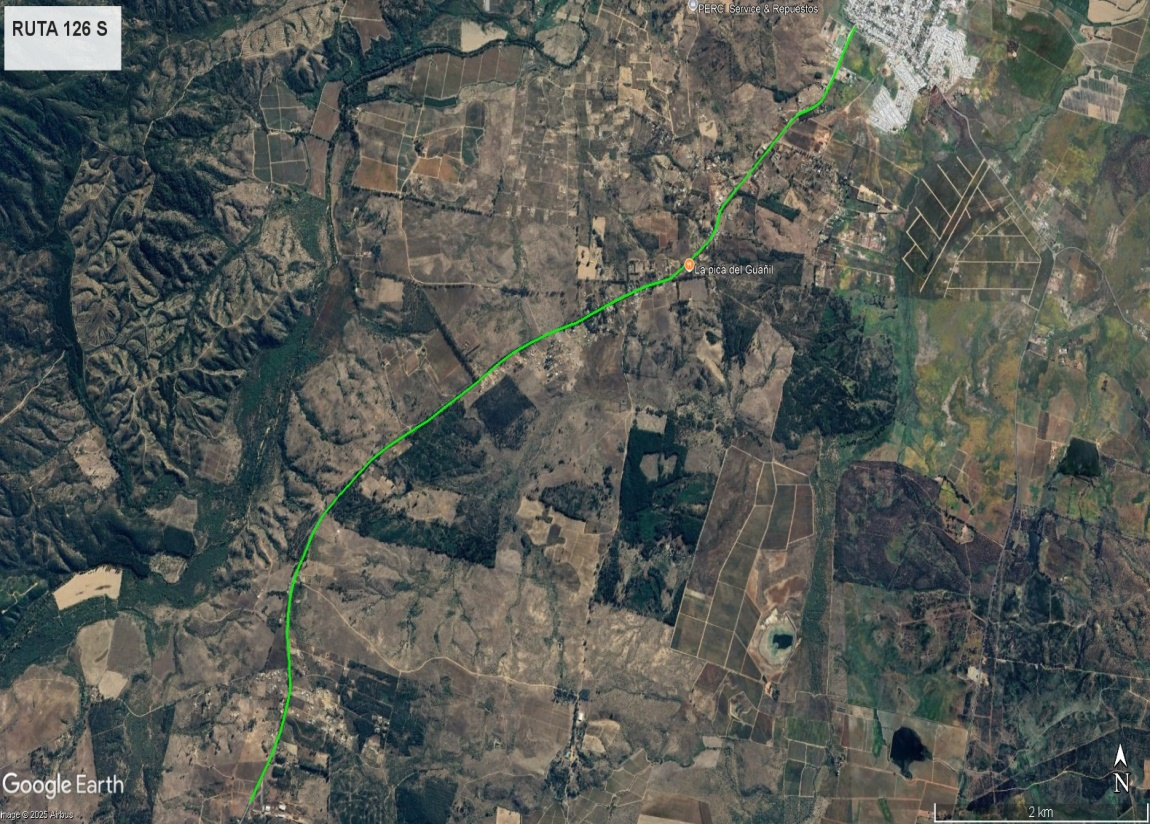 RUTA 126 S
PERC Service & Repuestos
La pica del Guañil
Google Earth
Image © 2025 Airbus
N
2 km